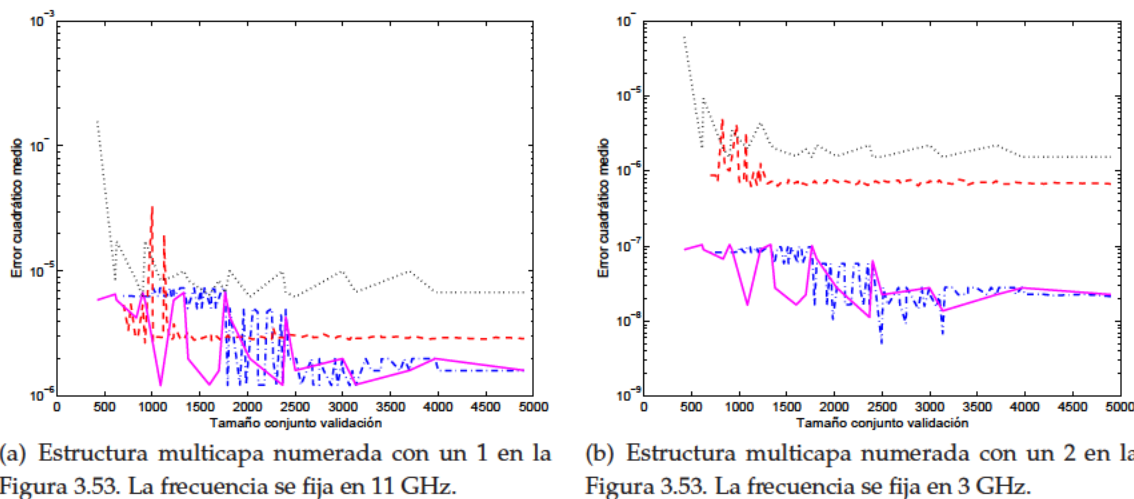 10^-3
10^-
10^-5
10^-6
Error cuadrático medio
0 500 1000 1500 2000 2500 3000 3500 4000 4500 5000
Tamaño conjunto validación
10^-
10^-5
10^-6
10^-7
10^-8
10^-9
Error cuadrático medio
0 500 1000 1500 2000 2500 3000 3500 4000 4500 5000
Tamaño conjunto validación
(a) Estructura multicapa numerada con un 1 en la
Figura 3.53. La frecuencia se fija en 11 GHz.
(b) Estructura multicapa numerada con un 2 en la
Figura 3.53. La frecuencia se fija en 3 GHz.